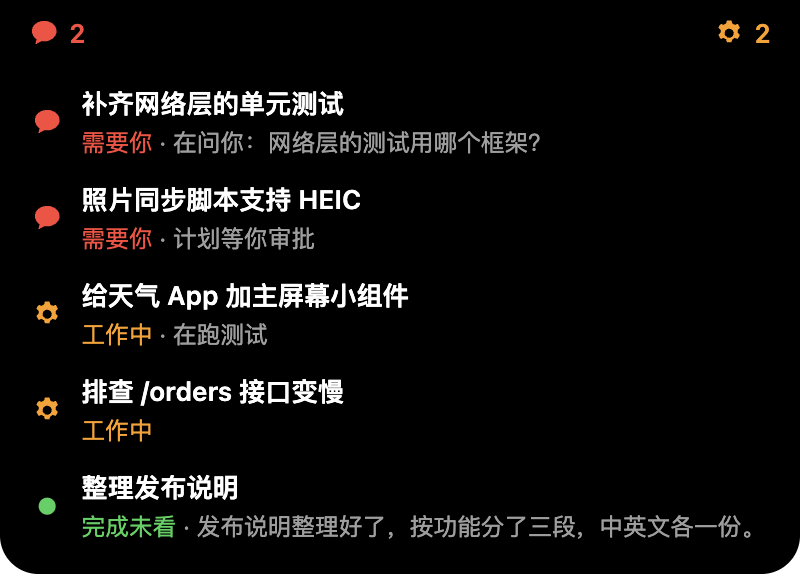 2 2
补齐网络层的单元测试
需要你 · 在问你：网络层的测试用哪个框架？
照片同步脚本支持 HEIC
需要你 · 计划等你审批
给天气 App 加主屏幕小组件
工作中 · 在跑测试
排查 /orders 接口变慢
工作中
整理发布说明
完成未看 · 发布说明整理好了，按功能分了三段，中英文各一份。